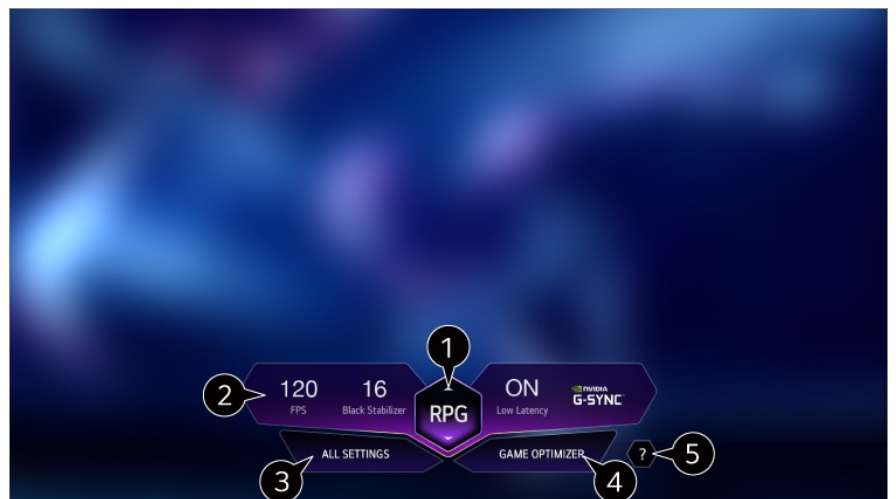 1
2
120
FPS
16
Black Stabilizer
RPG
ON
Low Latency
NVIDIA
G-SYNC
3
ALL SETTINGS
GAME OPTIMIZER
4
?
5